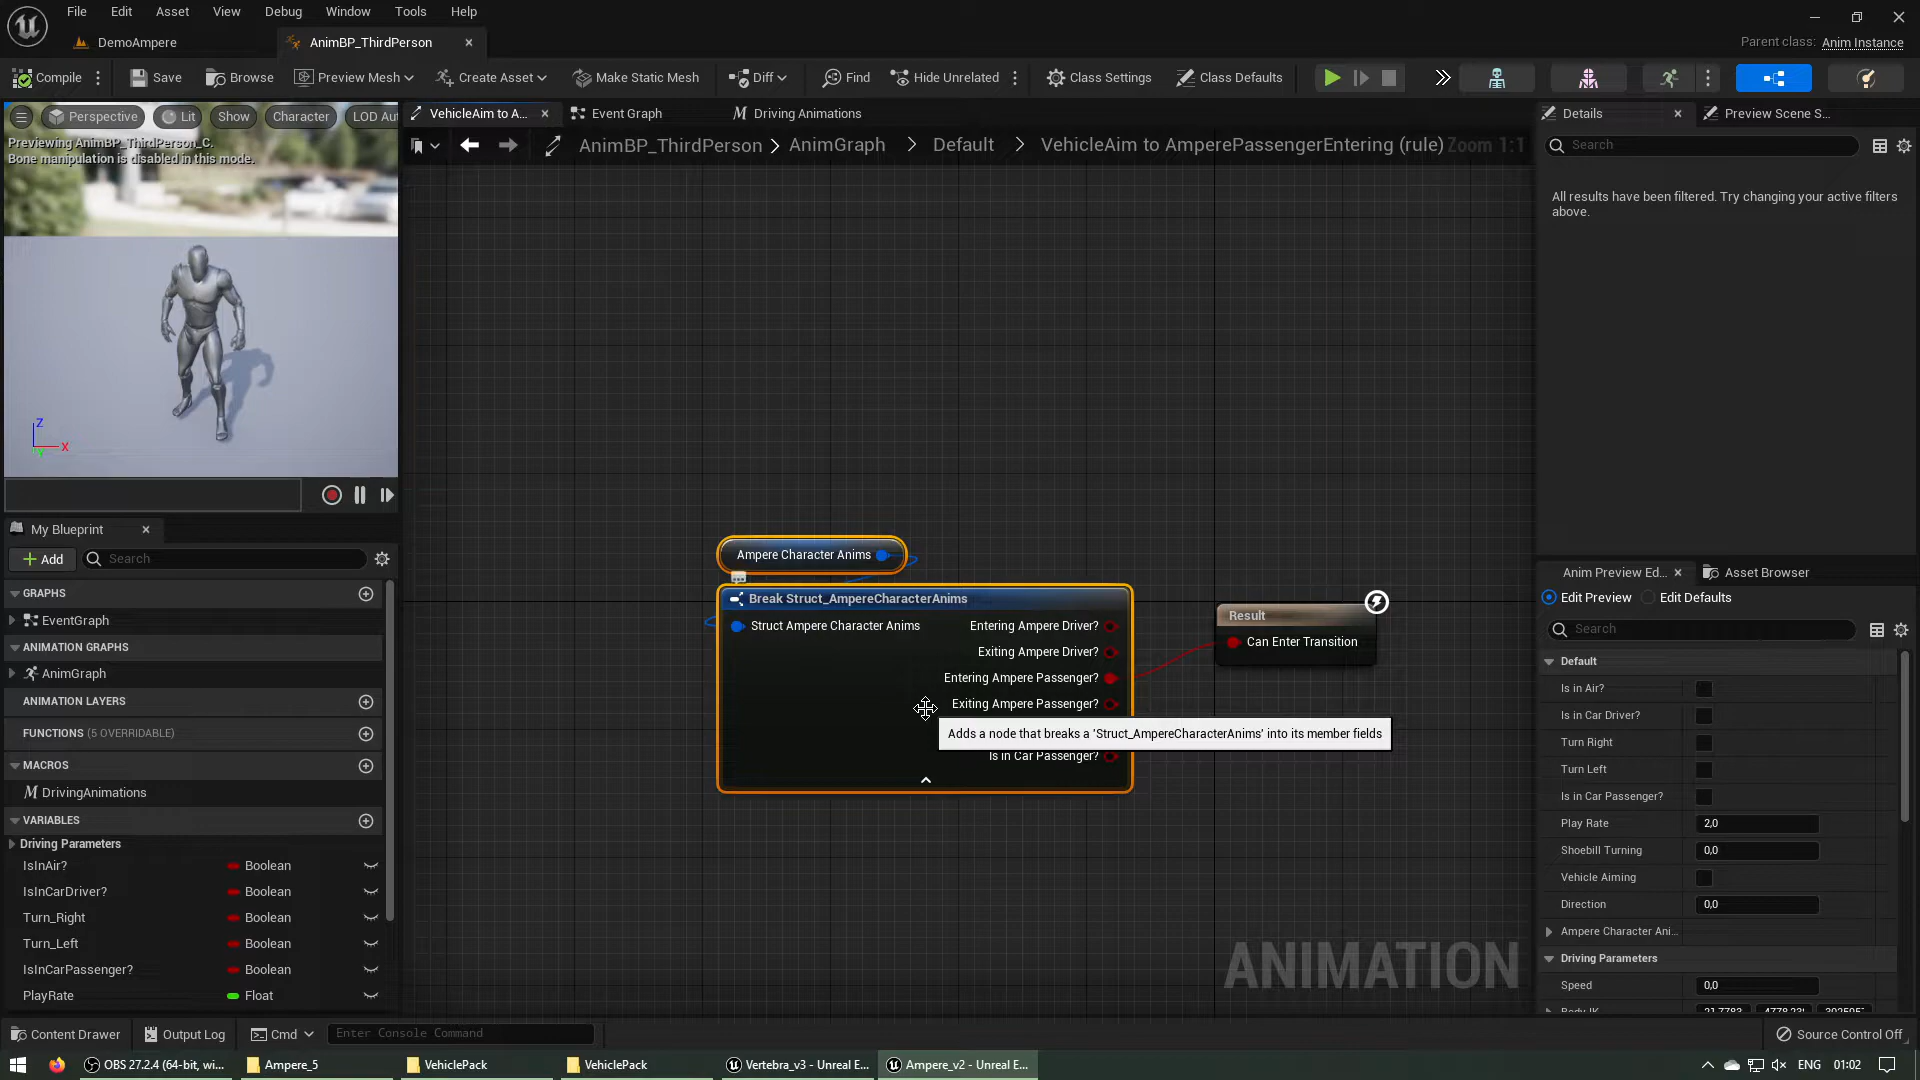 File Edit Asset View Debug Window Tools Help
DemoAmpere
AnimBP_ThirdPerson
Parent class: Anim Instance
Compile
Save
Browse
Preview Mesh
Create Asset
Make Static Mesh
Diff
Find
Hide Unrelated
Class Settings
Class Defaults
Perspective
Lit
Show
Character
LOD Aut
Previewing AnimBP_ThirdPerson_C.
Bone manipulation is disabled in this mode.
Z
X
VehicleAim to A...
Event Graph
Driving Animations
AnimBP_ThirdPerson > AnimGraph > Default > VehicleAim to AmperePassengerEntering (rule)
Zoom 1:1
Details
Preview Scene S...
Search
All results have been filtered. Try changing your active filters
above.
Ampere Character Anims
Break Struct_AmpereCharacterAnims
Struct Ampere Character Anims
Entering Ampere Driver?
Exiting Ampere Driver?
Entering Ampere Passenger?
Exiting Ampere Passenger?
Is in Car Passenger?
Adds a node that breaks a 'Struct_AmpereCharacterAnims' into its member fields
Result
Can Enter Transition
ANIMATION
My Blueprint
Add
Search
GRAPHS
EventGraph
ANIMATION GRAPHS
AnimGraph
ANIMATION LAYERS
FUNCTIONS (5 OVERRIDABLE)
MACROS
DrivingAnimations
VARIABLES
Driving Parameters
IsInAir? Boolean
IsInCarDriver? Boolean
Turn_Right Boolean
Turn_Left Boolean
IsInCarPassenger? Boolean
PlayRate Float
Anim Preview Ed...
Asset Browser
Edit Preview
Edit Defaults
Search
Default
Is in Air?
Is in Car Driver?
Turn Right
Turn Left
Is in Car Passenger?
Play Rate 2,0
Shoebill Turning 0,0
Vehicle Aiming
Direction 0,0
Ampere Character Ani...
Driving Parameters
Speed 0,0
Content Drawer
Output Log
Cmd
Enter Console Command
Source Control Off
OBS 27.2.4 (64-bit, wi...
Ampere_5
VehiclePack
VehiclePack
Vertebra_v3 - Unreal E...
Ampere_v2 - Unreal E...
ENG
01:02